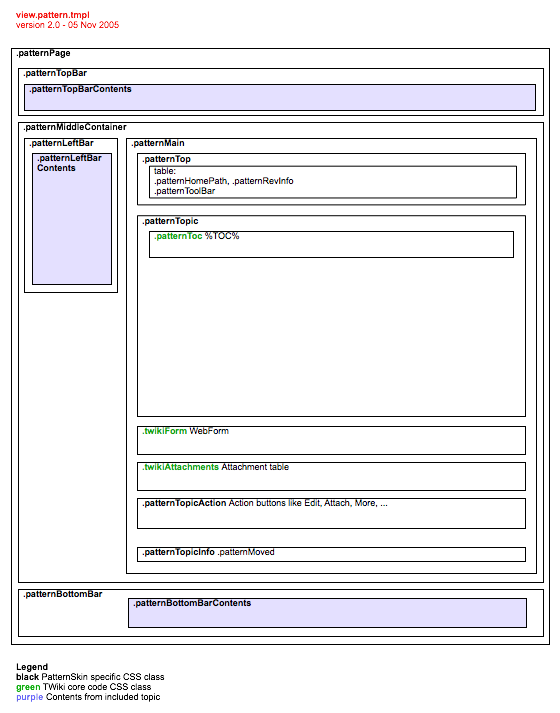 view.pattern.tmpl
version 2.0 - 05 Nov 2005
.patternPage
.patternTopBar
.patternTopBarContents
.patternMiddleContainer
.patternLeftBar
.patternLeftBar
Contents
.patternMain
.patternTop
table:
.patternHomePath, .patternRevInfo
.patternToolBar
.patternTopic
.patternToc %TOC%
.twikiForm WebForm
.twikiAttachments Attachment table
.patternTopicAction Action buttons like Edit, Attach, More, ...
.patternTopicInfo .patternMoved
.patternBottomBar
.patternBottomBarContents
Legend
black PatternSkin specific CSS class
green TWiki core code CSS class
purple Contents from included topic